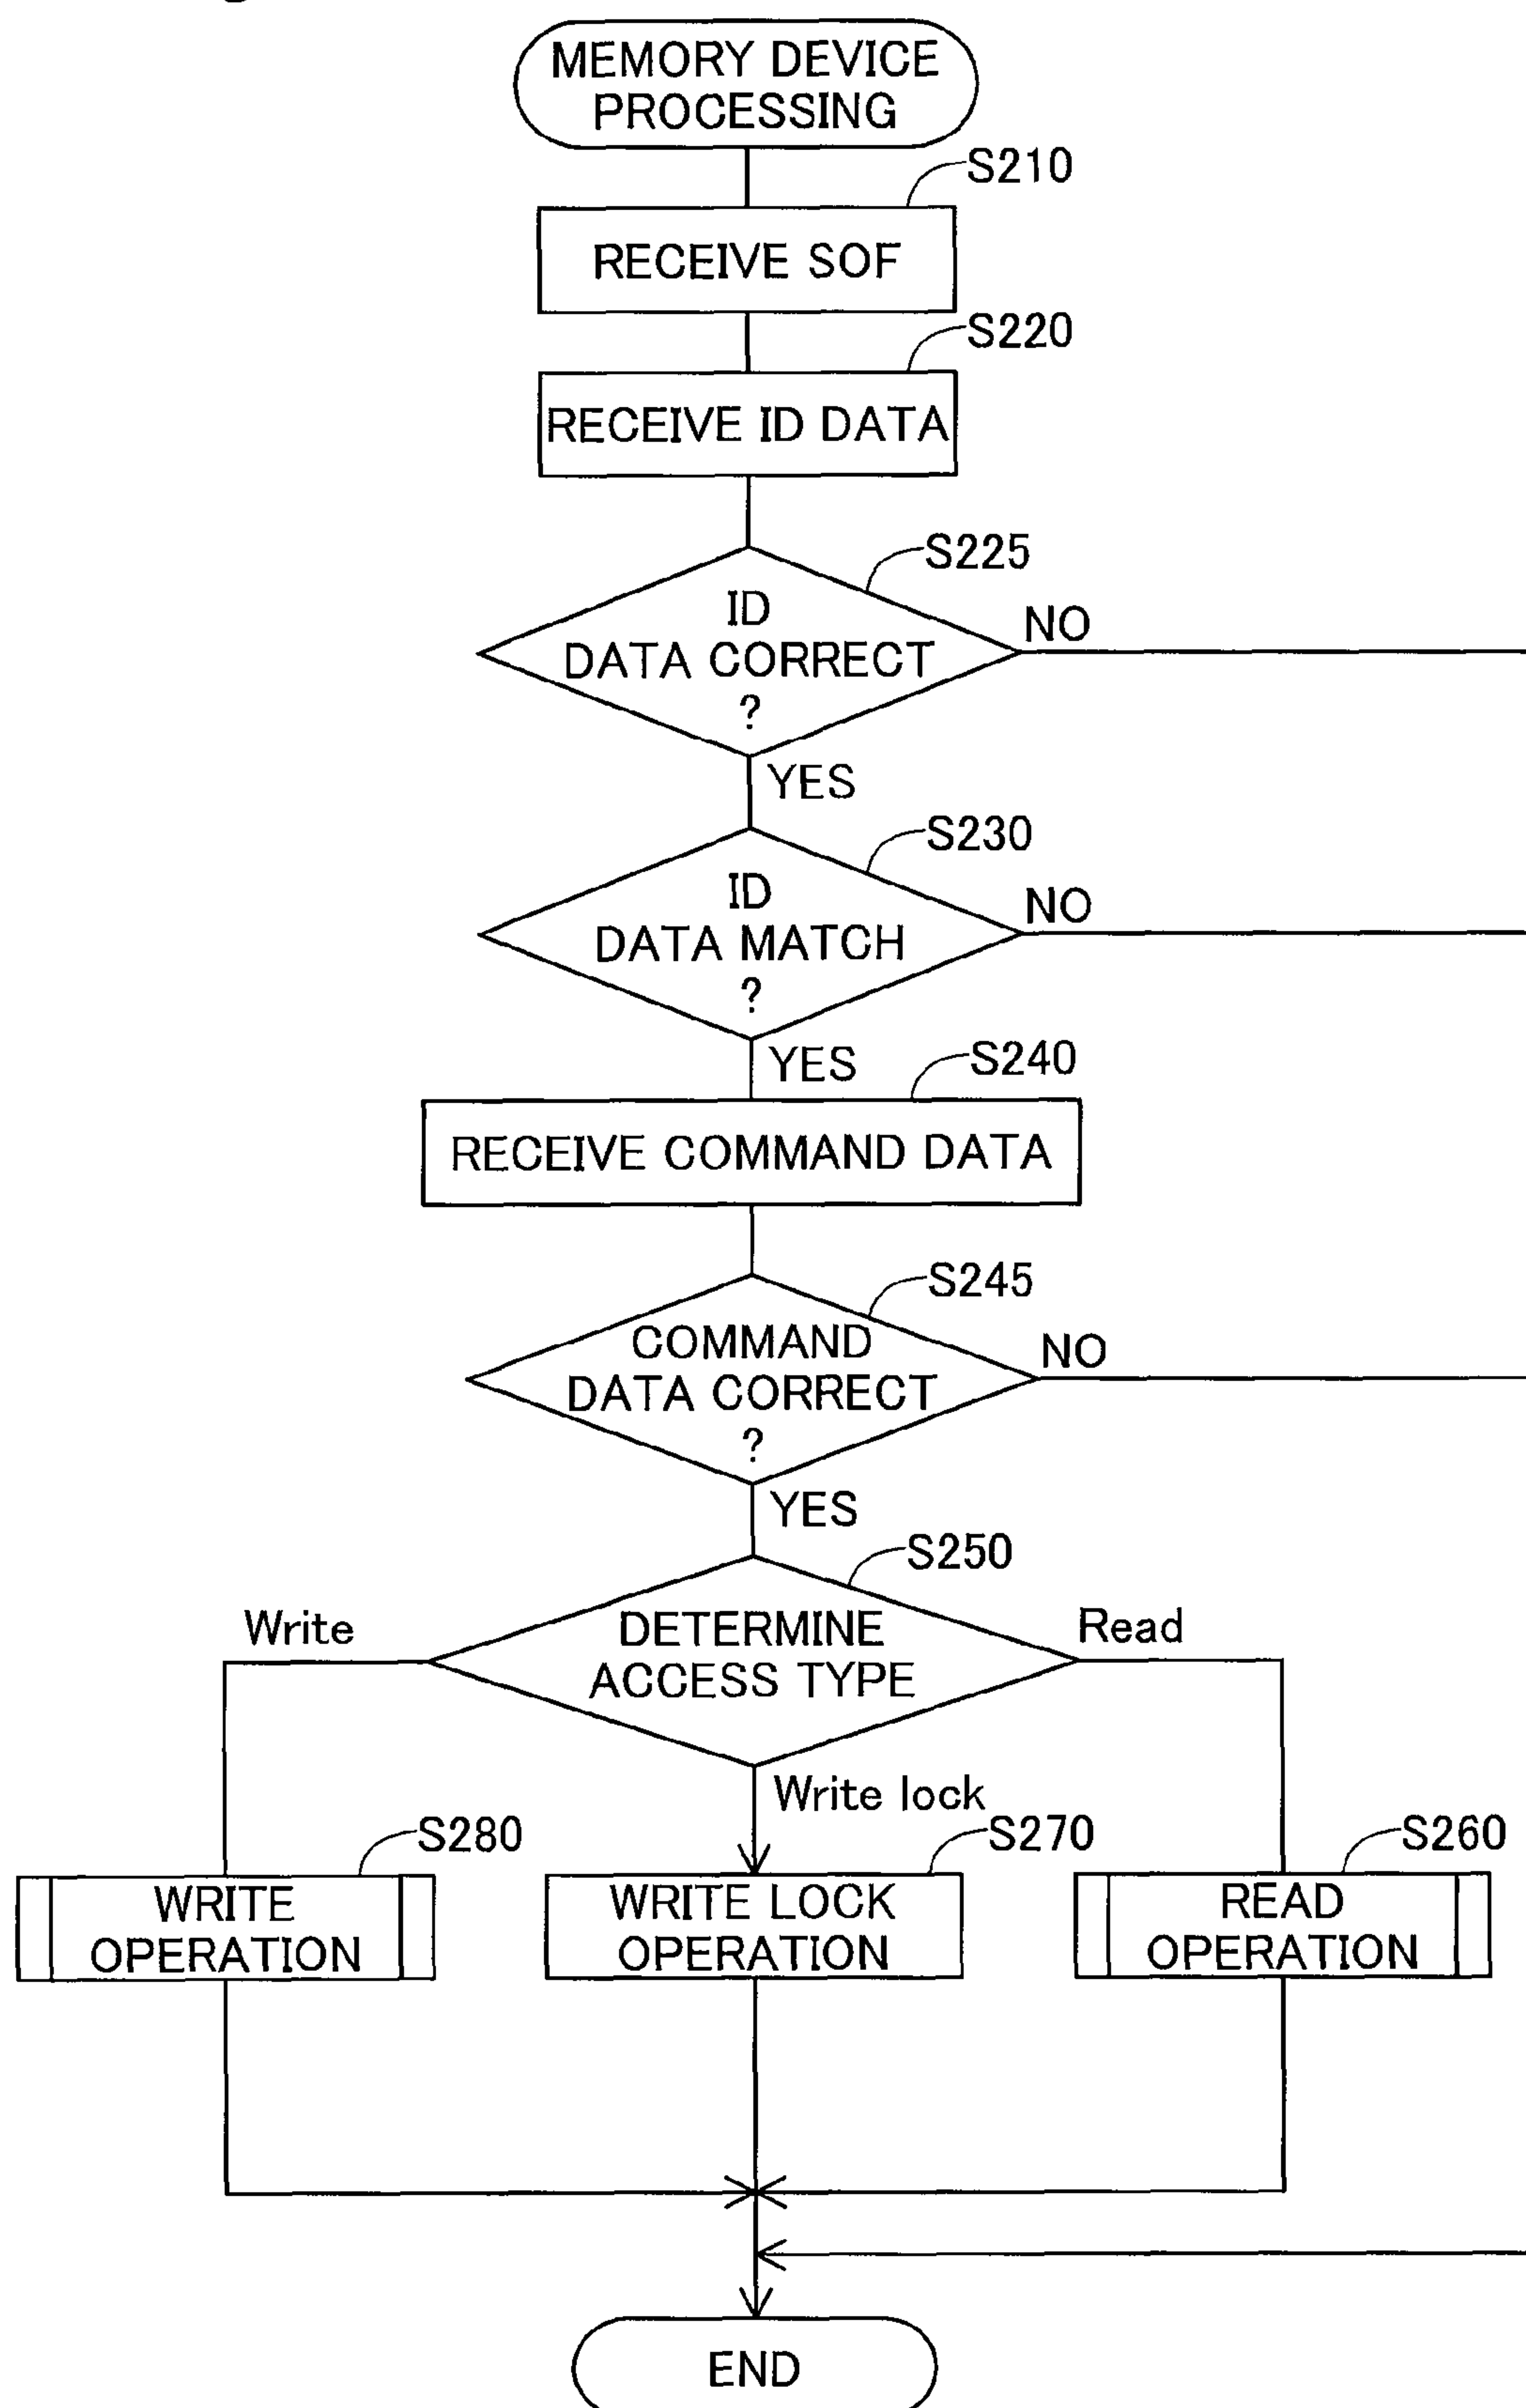 MEMORY DEVICE
PROCESSING
S210
RECEIVE SOF
S220
RECEIVE ID DATA
S225
ID
DATA CORRECT
?
NO
YES
S230
ID
DATA MATCH
?
NO
YES
S240
RECEIVE COMMAND DATA
S245
COMMAND
DATA CORRECT
?
NO
YES
S250
DETERMINE
ACCESS TYPE
Write
Read
Write lock
S280
S270
S260
WRITE
OPERATION
WRITE LOCK
OPERATION
READ
OPERATION
END